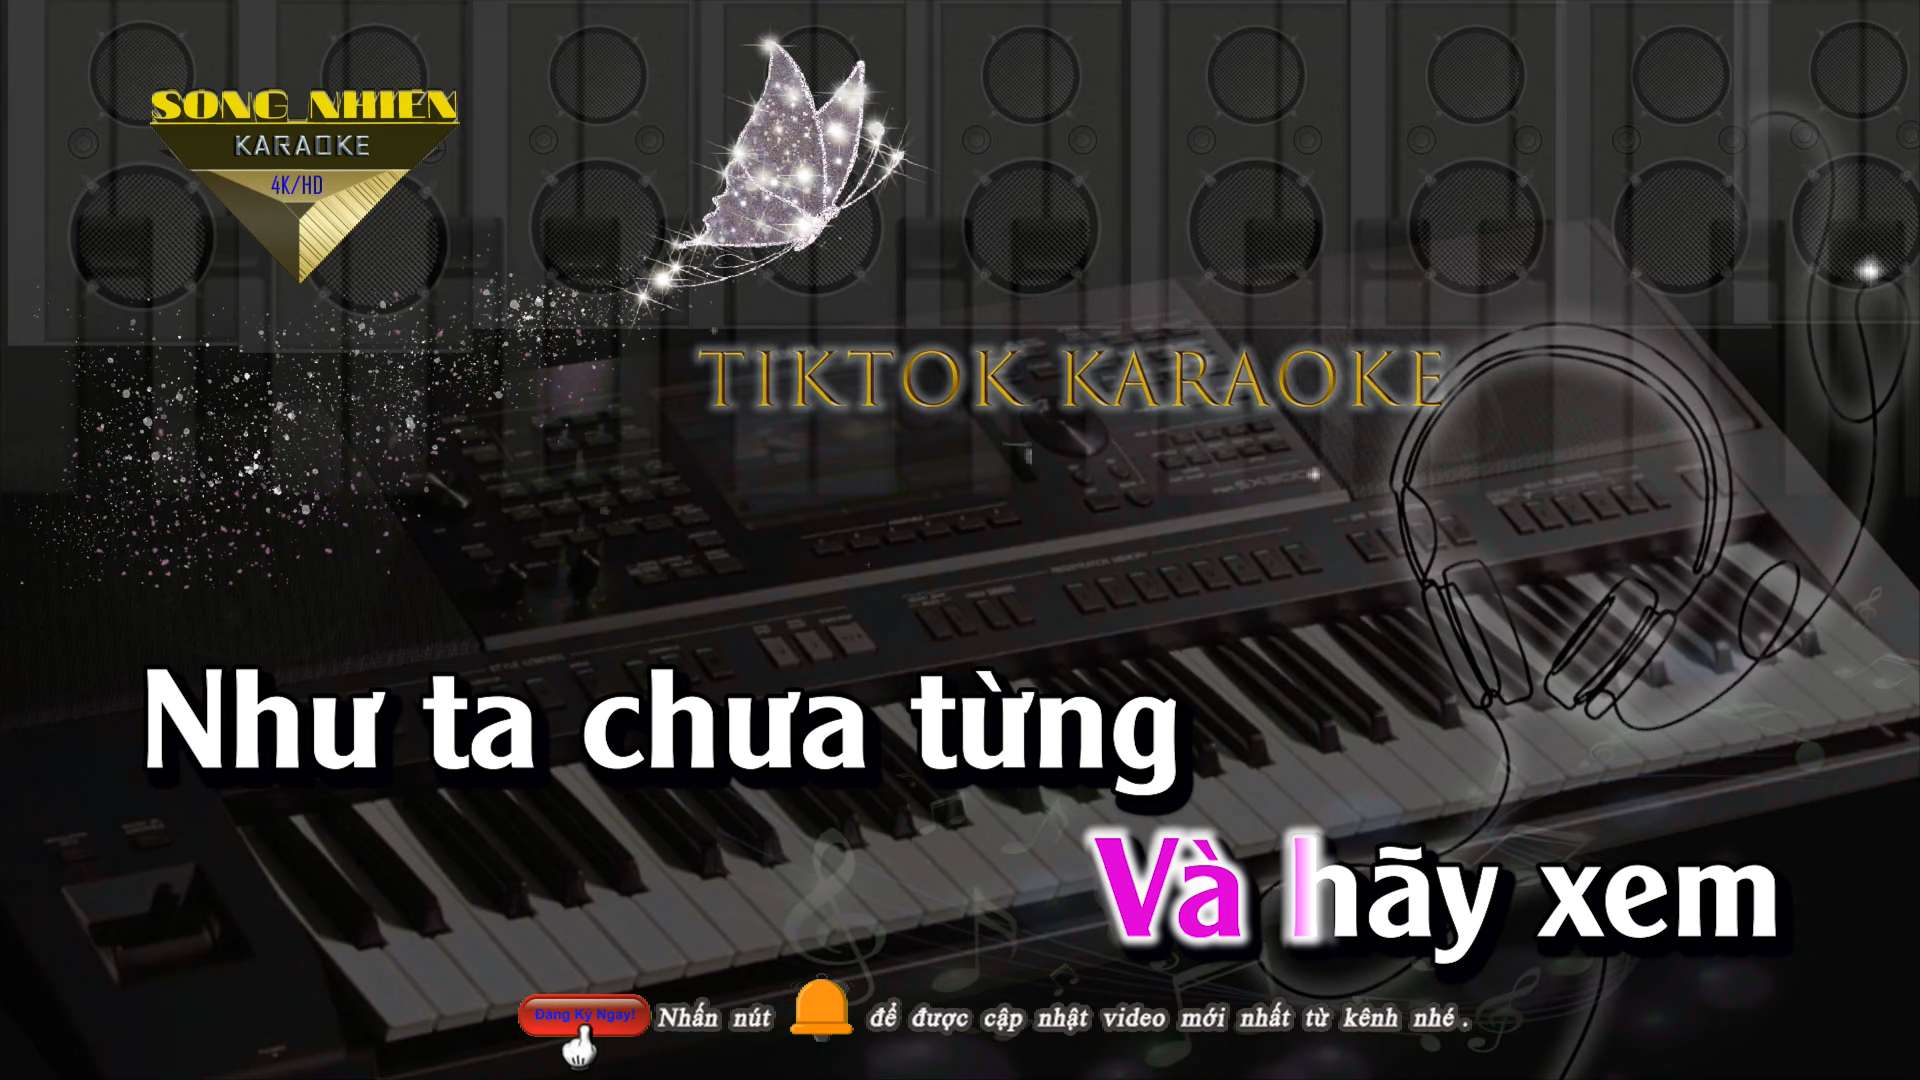 SONG_NHIEN
KARAOKE
4K/HD
TIKTOK KARAOKE
Như ta chưa từng
Và hãy xem
Đăng Ký Ngay! Nhấn nút để được cập nhật video mới nhất từ kênh nhé.